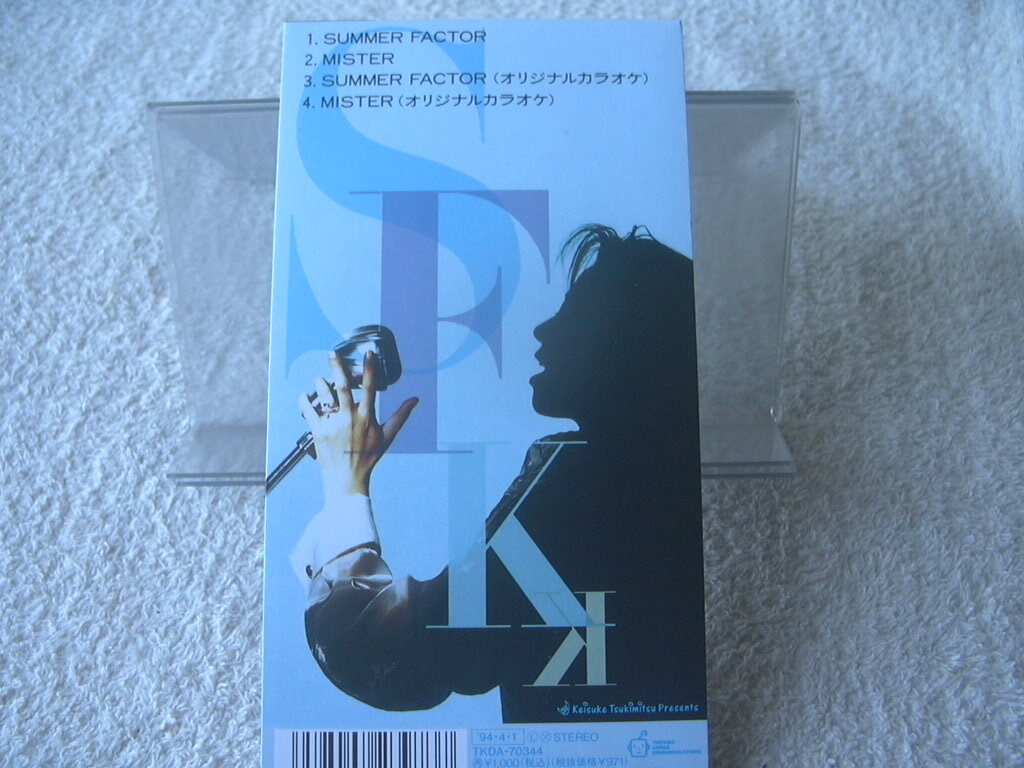 1. SUMMER FACTOR
2. MISTER
3. SUMMER FACTOR (オリジナルカラオケ)
4. MISTER (オリジナルカラオケ)
S
F
K
K
Keisuke Tsukimitsu Presents
'94・4・1 Ⓛ Ⓧ STEREO
TKDA-70344
¥1,000(税込)(税抜価格¥971)